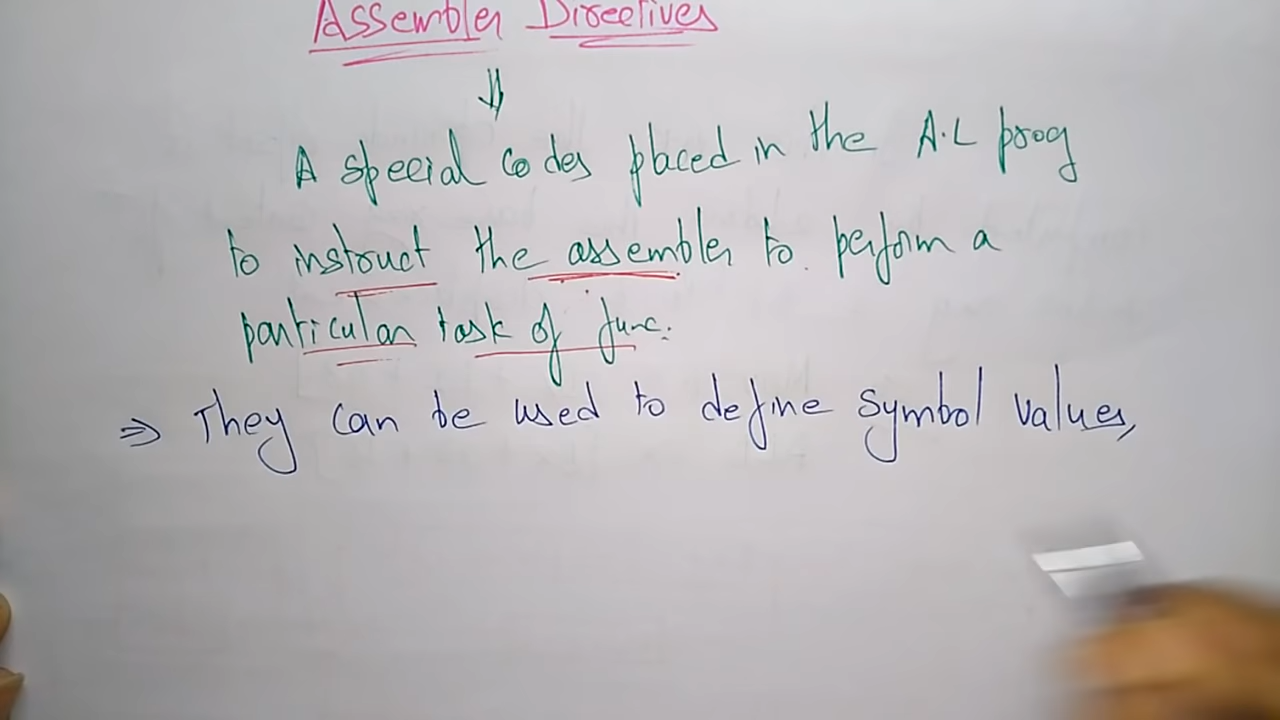 Assembler Directives
⇓
A special codes placed in the A.L prog
to instruct the assembler to perform a
particular task of func.
⇒ They can be used to define symbol values,